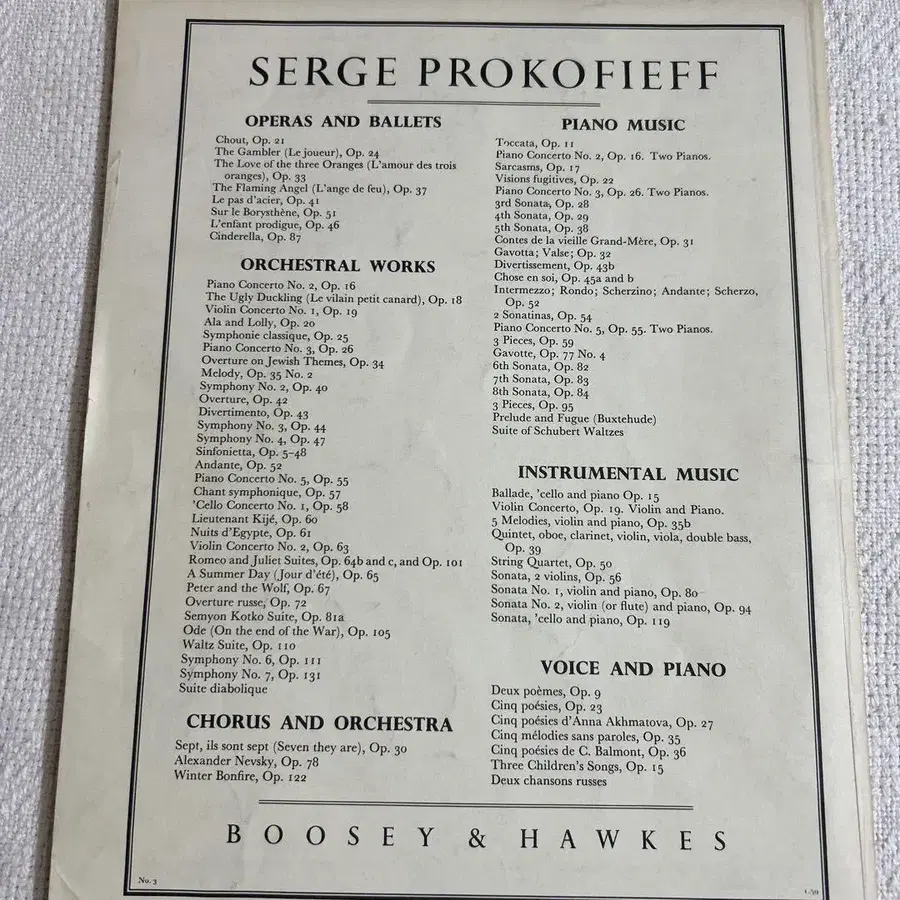 SERGE PROKOFIEFF
OPERAS AND BALLETS
Chout, Op. 21
The Gambler (Le joueur), Op. 24
The Love of the three Oranges (L'amour des trois
oranges), Op. 33
The Flaming Angel (L'ange de feu), Op. 37
Le pas d'acier, Op. 41
Sur le Borysthène, Op. 51
L'enfant prodigue, Op. 46
Cinderella, Op. 87
ORCHESTRAL WORKS
Piano Concerto No. 2, Op. 16
The Ugly Duckling (Le vilain petit canard), Op. 18
Violin Concerto No. 1, Op. 19
Ala and Lolly, Op. 20
Symphonie classique, Op. 25
Piano Concerto No. 3, Op. 26
Overture on Jewish Themes, Op. 34
Melody, Op. 35 No. 2
Symphony No. 2, Op. 40
Overture, Op. 42
Divertimento, Op. 43
Symphony No. 3, Op. 44
Symphony No. 4, Op. 47
Sinfonietta, Op. 5-48
Andante, Op. 52
Piano Concerto No. 5, Op. 55
Chant symphonique, Op. 57
'Cello Concerto No. 1, Op. 58
Lieutenant Kijé, Op. 60
Nuits d'Egypte, Op. 61
Violin Concerto No. 2, Op. 63
Romeo and Juliet Suites, Op. 64b and c, and Op. 101
A Summer Day (Jour d'été), Op. 65
Peter and the Wolf, Op. 67
Overture russe, Op. 72
Semyon Kotko Suite, Op. 81a
Ode (On the end of the War), Op. 105
Waltz Suite, Op. 110
Symphony No. 6, Op. 111
Symphony No. 7, Op. 131
Suite diabolique
CHORUS AND ORCHESTRA
Sept, ils sont sept (Seven they are), Op. 30
Alexander Nevsky, Op. 78
Winter Bonfire, Op. 122
PIANO MUSIC
Toccata, Op. 11
Piano Concerto No. 2, Op. 16. Two Pianos.
Sarcasms, Op. 17
Visions fugitives, Op. 22
Piano Concerto No. 3, Op. 26. Two Pianos.
3rd Sonata, Op. 28
4th Sonata, Op. 29
5th Sonata, Op. 38
Contes de la vieille Grand-Mère, Op. 31
Gavotta; Valse; Op. 32
Divertissement, Op. 43b
Chose en soi, Op. 45a and b
Intermezzo; Rondo; Scherzino; Andante; Scherzo,
Op. 52
2 Sonatinas, Op. 54
Piano Concerto No. 5, Op. 55. Two Pianos.
3 Pieces, Op. 59
Gavotte, Op. 77 No. 4
6th Sonata, Op. 82
7th Sonata, Op. 83
8th Sonata, Op. 84
3 Pieces, Op. 95
Prelude and Fugue (Buxtehude)
Suite of Schubert Waltzes
INSTRUMENTAL MUSIC
Ballade, 'cello and piano Op. 15
Violin Concerto, Op. 19. Violin and Piano.
5 Melodies, violin and piano, Op. 35b
Quintet, oboe, clarinet, violin, viola, double bass,
Op. 39
String Quartet, Op. 50
Sonata, 2 violins, Op. 56
Sonata No. 1, violin and piano, Op. 80
Sonata No. 2, violin (or flute) and piano, Op. 94
Sonata, 'cello and piano, Op. 119
VOICE AND PIANO
Deux poèmes, Op. 9
Cinq poésies, Op. 23
Cinq poésies d'Anna Akhmatova, Op. 27
Cinq mélodies sans paroles, Op. 35
Cinq poésies de C. Balmont, Op. 36
Three Children's Songs, Op. 15
Deux chansons russes
BOOSEY & HAWKES
No. 3